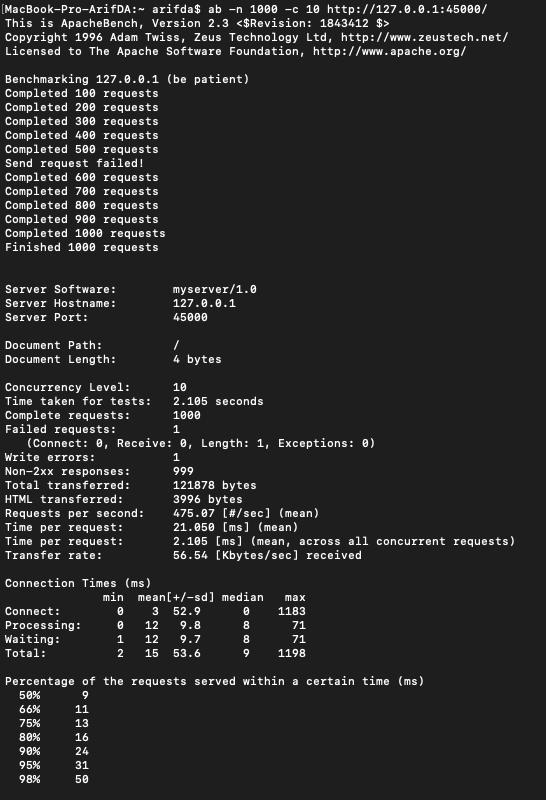 [MacBook-Pro-ArifDA:~ arifda$ ab -n 1000 -c 10 http://127.0.0.1:45000/
This is ApacheBench, Version 2.3 <$Revision: 1843412 $>
Copyright 1996 Adam Twiss, Zeus Technology Ltd, http://www.zeustech.net/
Licensed to The Apache Software Foundation, http://www.apache.org/

Benchmarking 127.0.0.1 (be patient)
Completed 100 requests
Completed 200 requests
Completed 300 requests
Completed 400 requests
Completed 500 requests
Send request failed!
Completed 600 requests
Completed 700 requests
Completed 800 requests
Completed 900 requests
Completed 1000 requests
Finished 1000 requests

Server Software:        myserver/1.0
Server Hostname:        127.0.0.1
Server Port:            45000

Document Path:          /
Document Length:        4 bytes

Concurrency Level:      10
Time taken for tests:   2.105 seconds
Complete requests:      1000
Failed requests:        1
   (Connect: 0, Receive: 0, Length: 1, Exceptions: 0)
Write errors:           1
Non-2xx responses:      999
Total transferred:      121878 bytes
HTML transferred:       3996 bytes
Requests per second:    475.07 [#/sec] (mean)
Time per request:       21.050 [ms] (mean)
Time per request:       2.105 [ms] (mean, across all concurrent requests)
Transfer rate:          56.54 [Kbytes/sec] received

Connection Times (ms)
              min  mean[+/-sd] median   max
Connect:        0    3  52.9      0    1183
Processing:     0   12   9.8      8      71
Waiting:        1   12   9.7      8      71
Total:          2   15  53.6      9    1198

Percentage of the requests served within a certain time (ms)
  50%      9
  66%     11
  75%     13
  80%     16
  90%     24
  95%     31
  98%     50